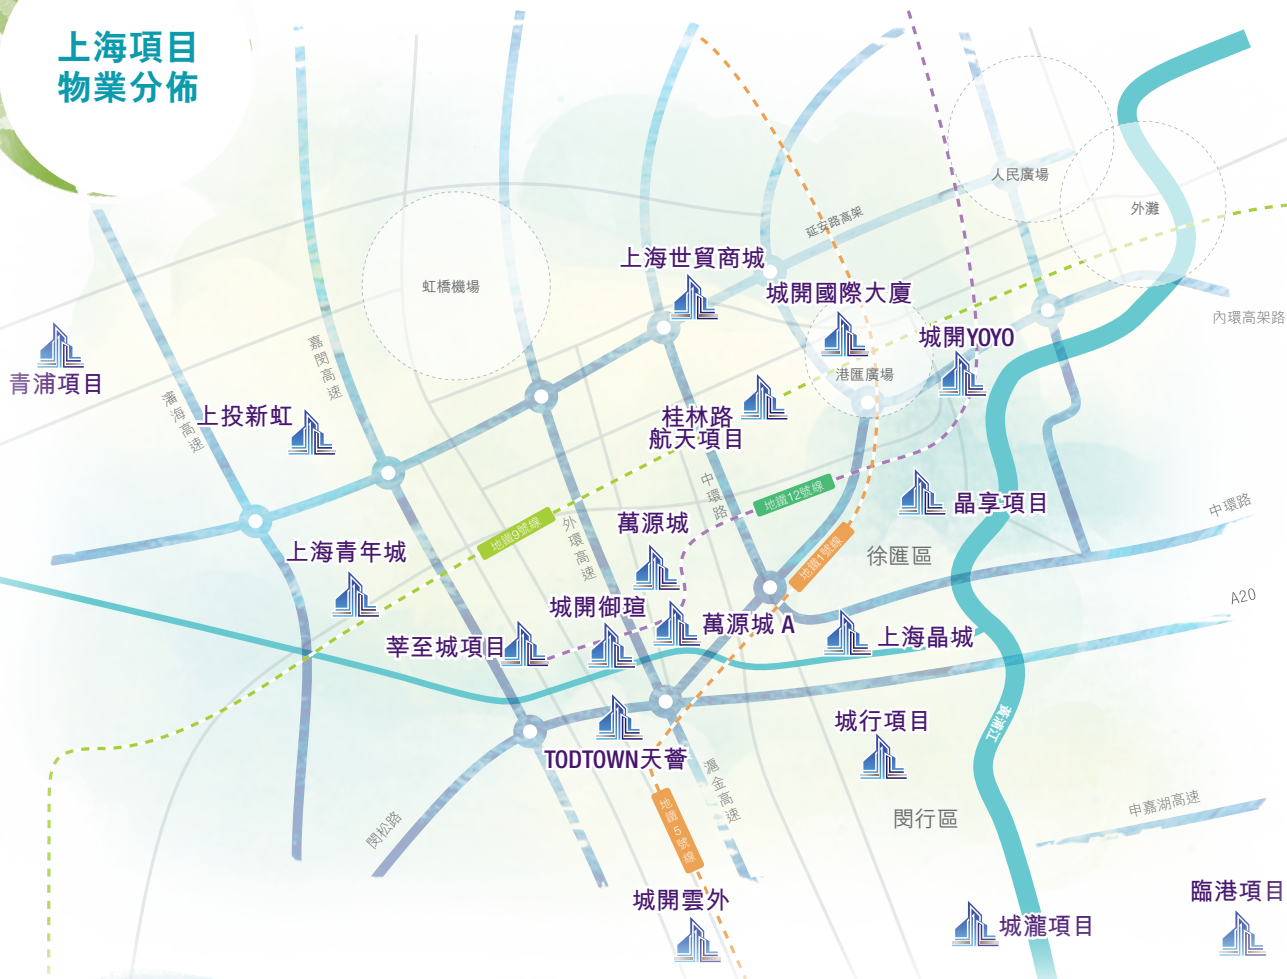 上海項目
物業分佈
人民廣場
外灘
延安路高架
上海世貿商城
虹橋機場
城開國際大廈
內環高架路
城開YOYO
嘉閔高速
港匯廣場
青浦項目
瀋海高速
上投新虹
桂林路
航天項目
中環路
地鐵12號線
晶享項目
中環路
地鐵9號線
外環高速
萬源城
上海青年城
地鐵1號線
徐匯區
A20
城開御瑄
萬源城 A
上海晶城
莘至城項目
城行項目
黃浦江
TODTOWN天薈
滬金高速
申嘉湖高速
地鐵5號線
閔行區
閔松路
城開雲外
臨港項目
城瀧項目